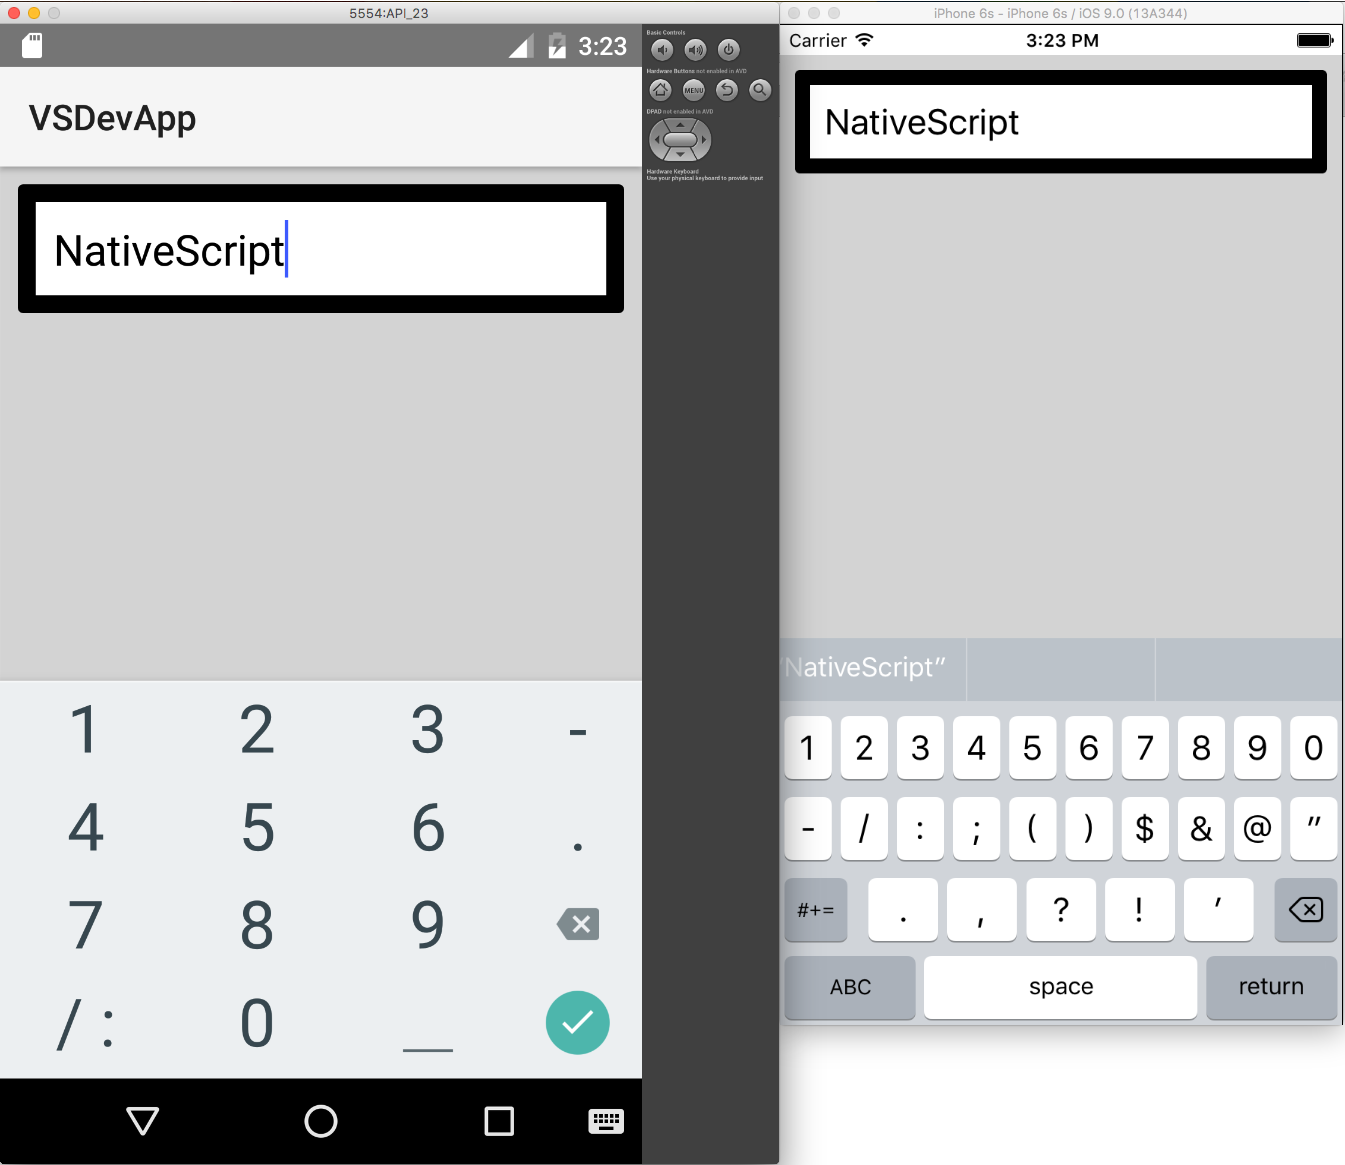 5554:API_23
3:23
VSDevApp
NativeScript
1 2 3 -
4 5 6 .
7 8 9
/ : 0 _
Basic Controls
Hardware Buttons not enabled in AVD
MENU
DPAD not enabled in AVD
Hardware Keyboard
Use your physical keyboard to provide input
iPhone 6s - iPhone 6s / iOS 9.0 (13A344)
Carrier 3:23 PM
NativeScript
“NativeScript”
1 2 3 4 5 6 7 8 9 0
- / : ; ( ) $ & @ ”
#+= . , ? ! ’
ABC space return